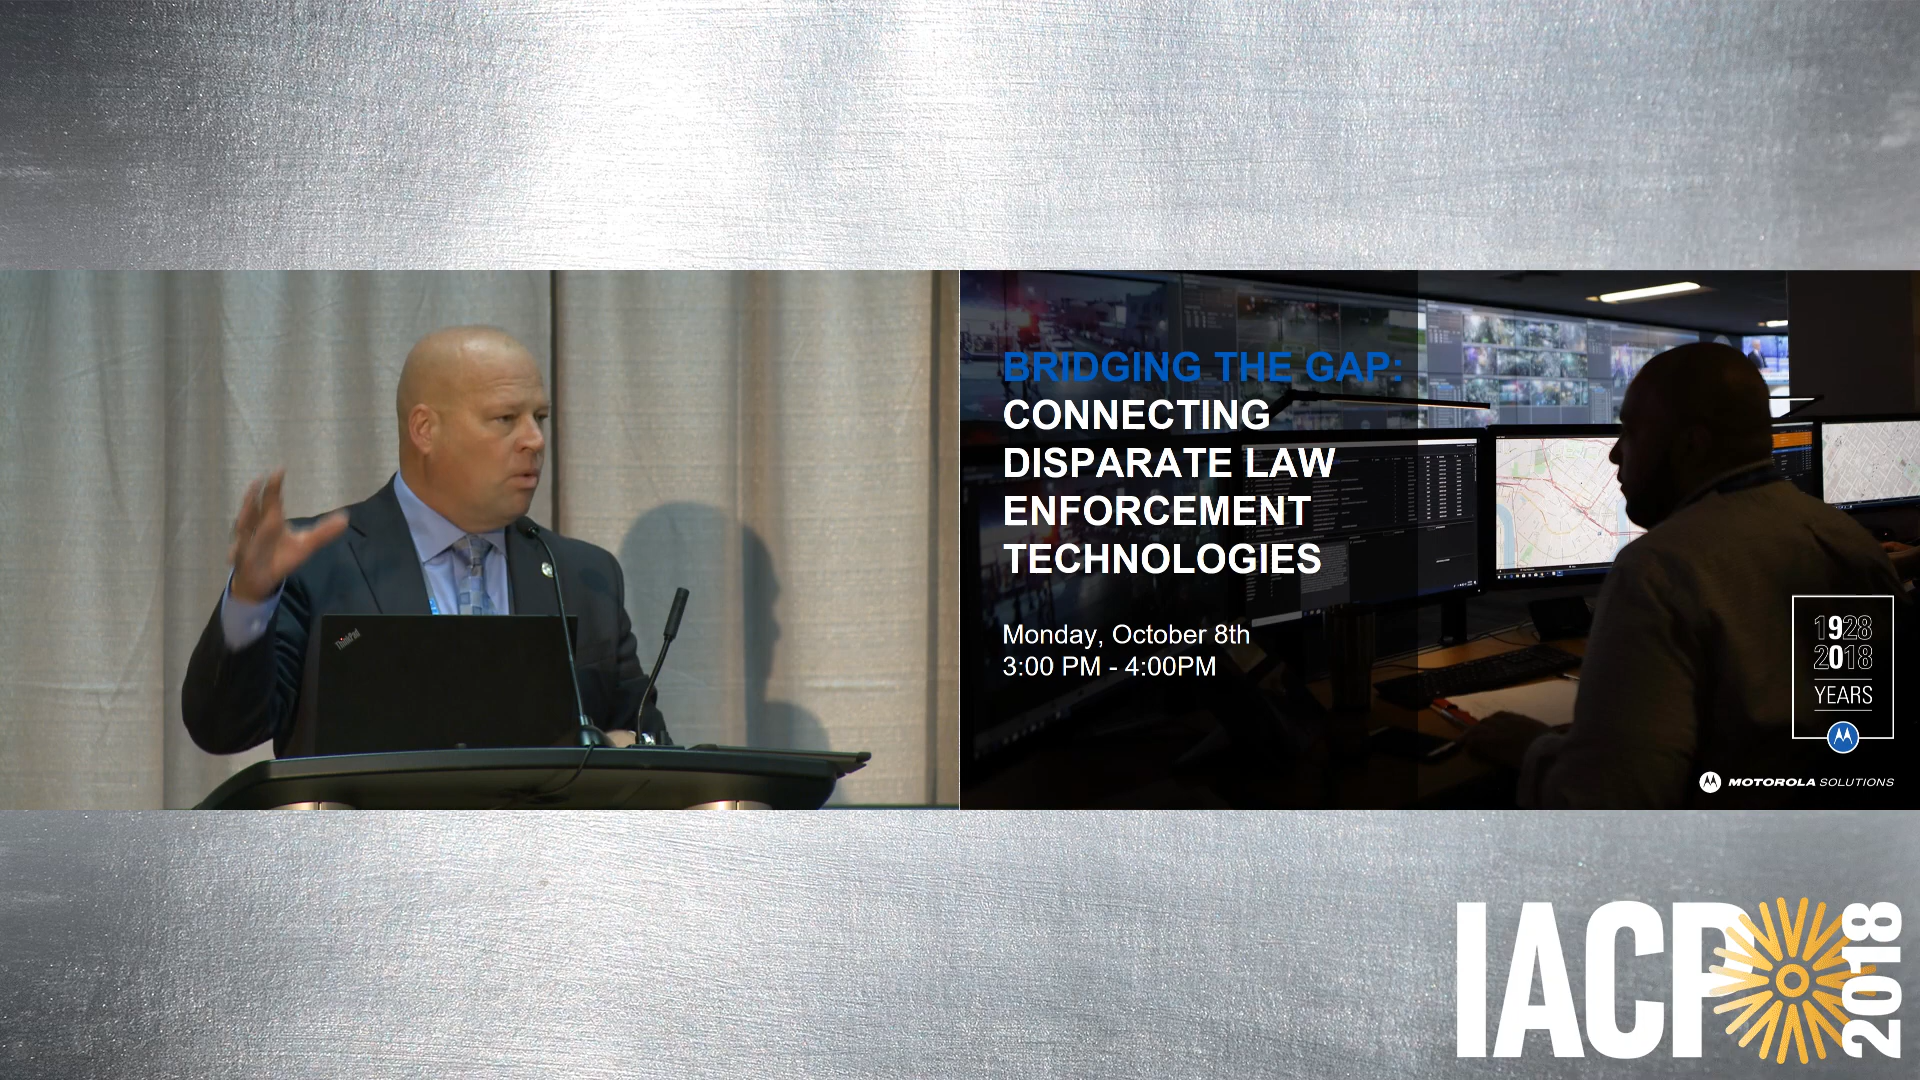 ThinkPad
BRIDGING THE GAP:
CONNECTING
DISPARATE LAW
ENFORCEMENT
TECHNOLOGIES
Monday, October 8th
3:00 PM - 4:00PM
1928
2018
YEARS
MOTOROLA SOLUTIONS
IACP 2018